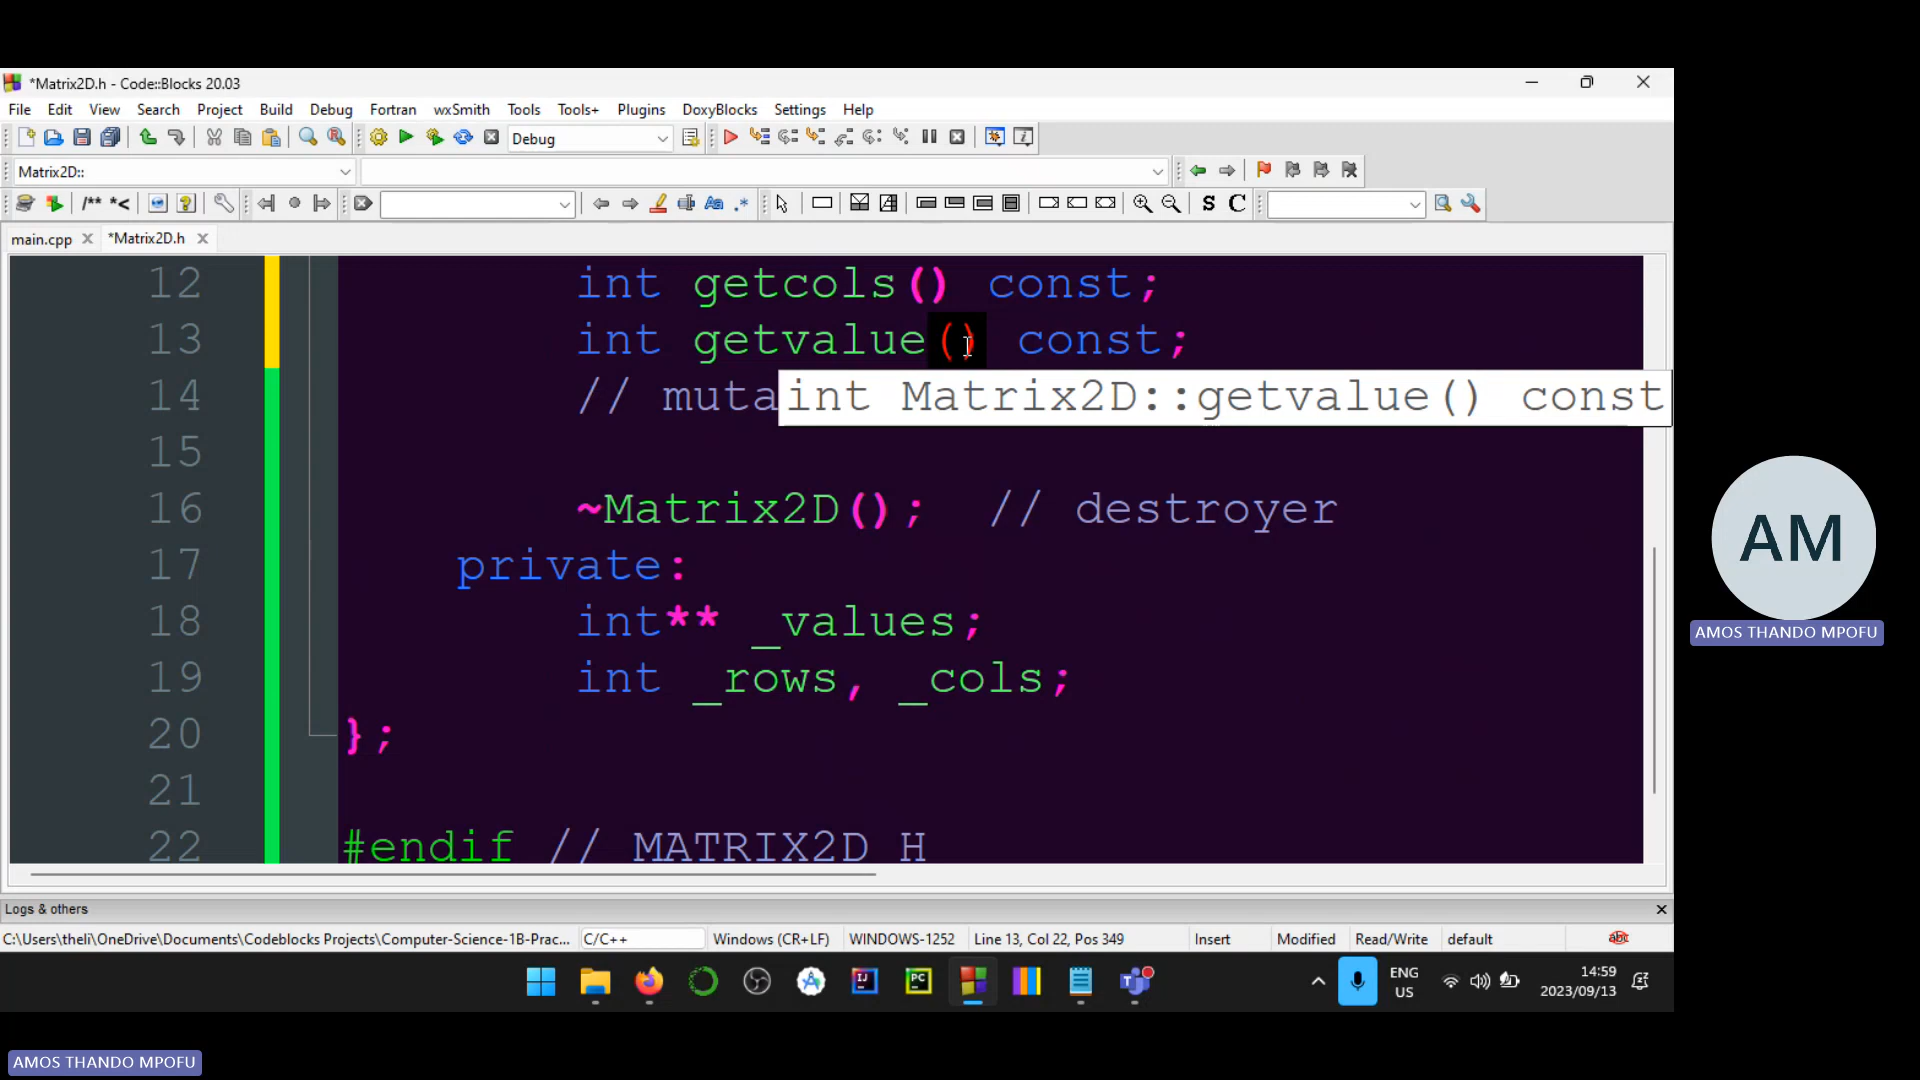 *Matrix2D.h - Code::Blocks 20.03
File Edit View Search Project Build Debug Fortran wxSmith Tools Tools+ Plugins DoxyBlocks Settings Help
Debug
Matrix2D::
/** *<
Aa .* S C
main.cpp *Matrix2D.h
12 int getcols() const;
13 int getvalue() const;
14 // muta
int Matrix2D::getvalue() const
15
16 ~Matrix2D(); // destroyer
17 private:
18 int** _values;
19 int _rows, _cols;
20 };
21
22 #endif // MATRIX2D_H
Logs & others
C:\Users\theli\OneDrive\Documents\Codeblocks Projects\Computer-Science-1B-Prac... C/C++ Windows (CR+LF) WINDOWS-1252 Line 13, Col 22, Pos 349 Insert Modified Read/Write default abc
IJ PC
ENG
US
14:59
2023/09/13
AM
AMOS THANDO MPOFU
AMOS THANDO MPOFU